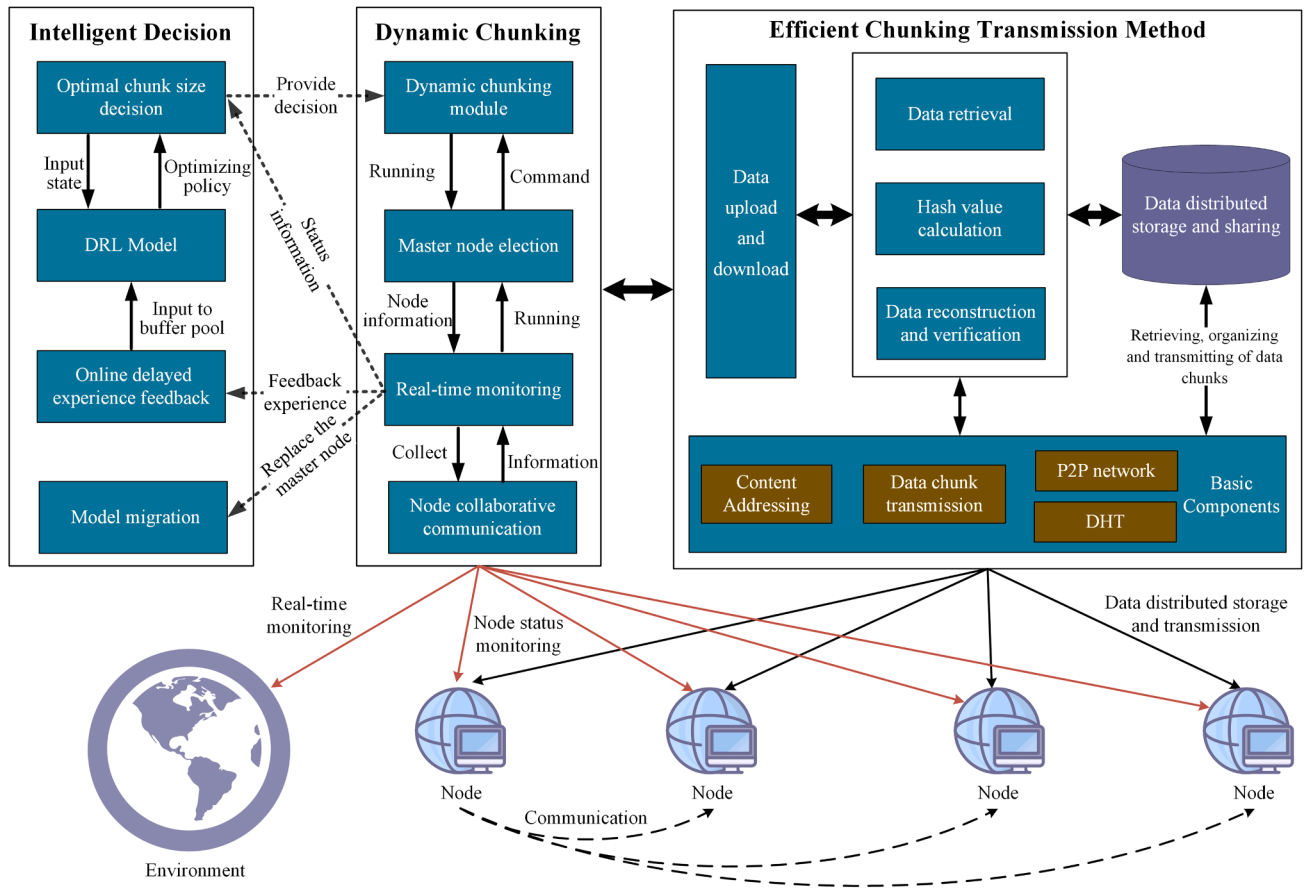 Intelligent Decision
Optimal chunk size
decision
Input
state
Optimizing
policy
DRL Model
Input to
buffer pool
Online delayed
experience feedback
Model migration
Provide
decision
Status
information
Feedback
experience
Replace the
master node
Dynamic Chunking
Dynamic chunking
module
Running
Command
Master node election
Node
information
Running
Real-time monitoring
Collect
Information
Node collaborative
communication
Efficient Chunking Transmission Method
Data
upload
and
download
Data retrieval
Hash value
calculation
Data reconstruction
and verification
Data distributed
storage and sharing
Retrieving, organizing
and transmitting of data
chunks
Content
Addressing
Data chunk
transmission
P2P network
DHT
Basic
Components
Real-time
monitoring
Node status
monitoring
Data distributed storage
and transmission
Node
Node
Node
Node
Communication
Environment